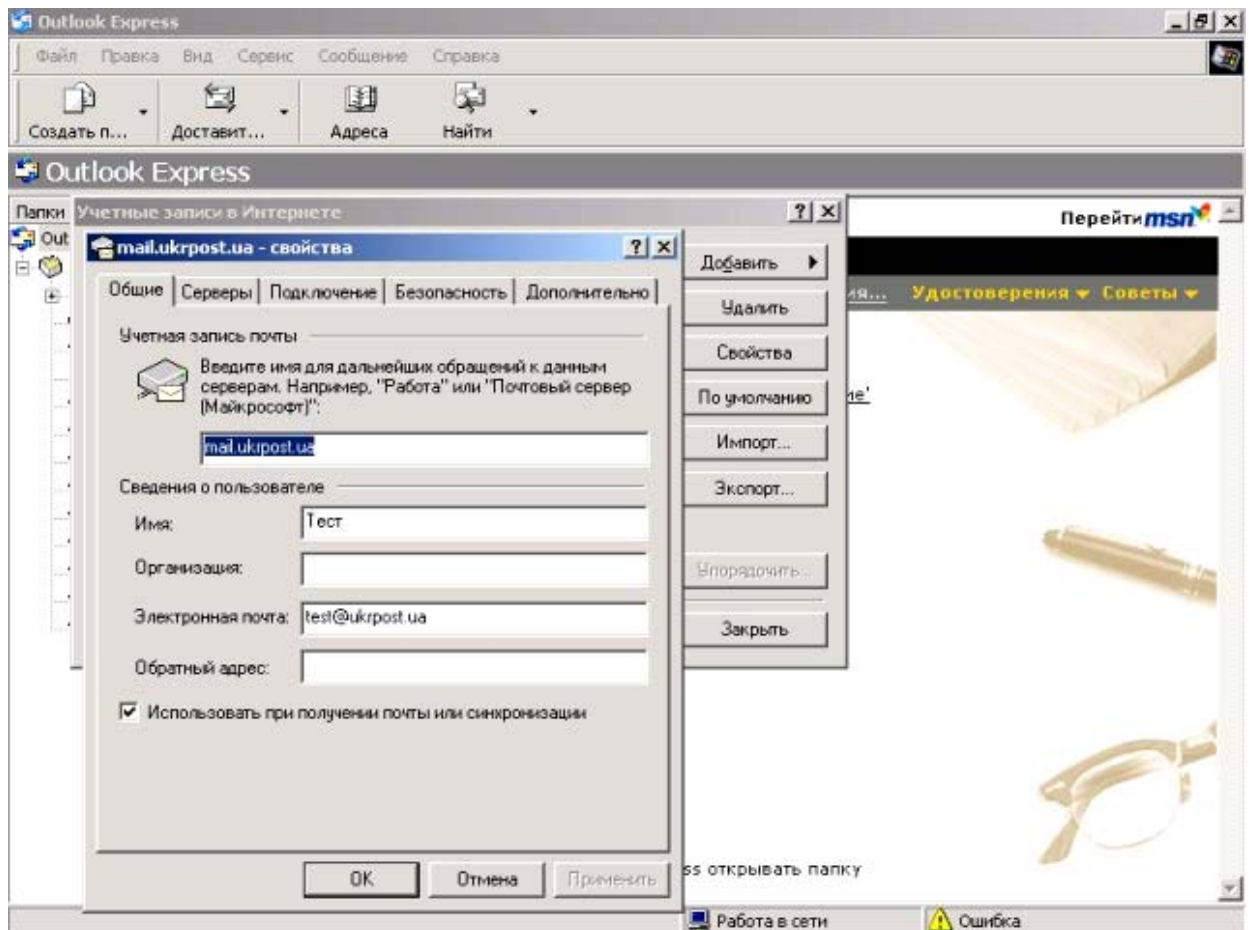 Outlook Express
Файл Правка Вид Сервис Сообщение Справка
Создать п... Доставит... Адреса Найти
Outlook Express
Папки
Учетные записи в Интернете
Перейти msn
Out
mail.ukrpost.ua - свойства
Добавить
Общие Серверы Подключение Безопасность Дополнительно
ия... Удостоверения Советы
Удалить
Учетная запись почты
Свойства
Введите имя для дальнейших обращений к данным
серверам. Например, "Работа" или "Почтовый сервер
(Майкрософт)":
По умолчанию
ие'
mail.ukrpost.ua
Импорт...
Сведения о пользователе
Экспорт...
Имя: Тест
Организация:
Упорядочить...
Электронная почта: test@ukrpost.ua
Закрыть
Обратный адрес:
Использовать при получении почты или синхронизации
ss открывать папку
OK Отмена Применить
Работа в сети Ошибка